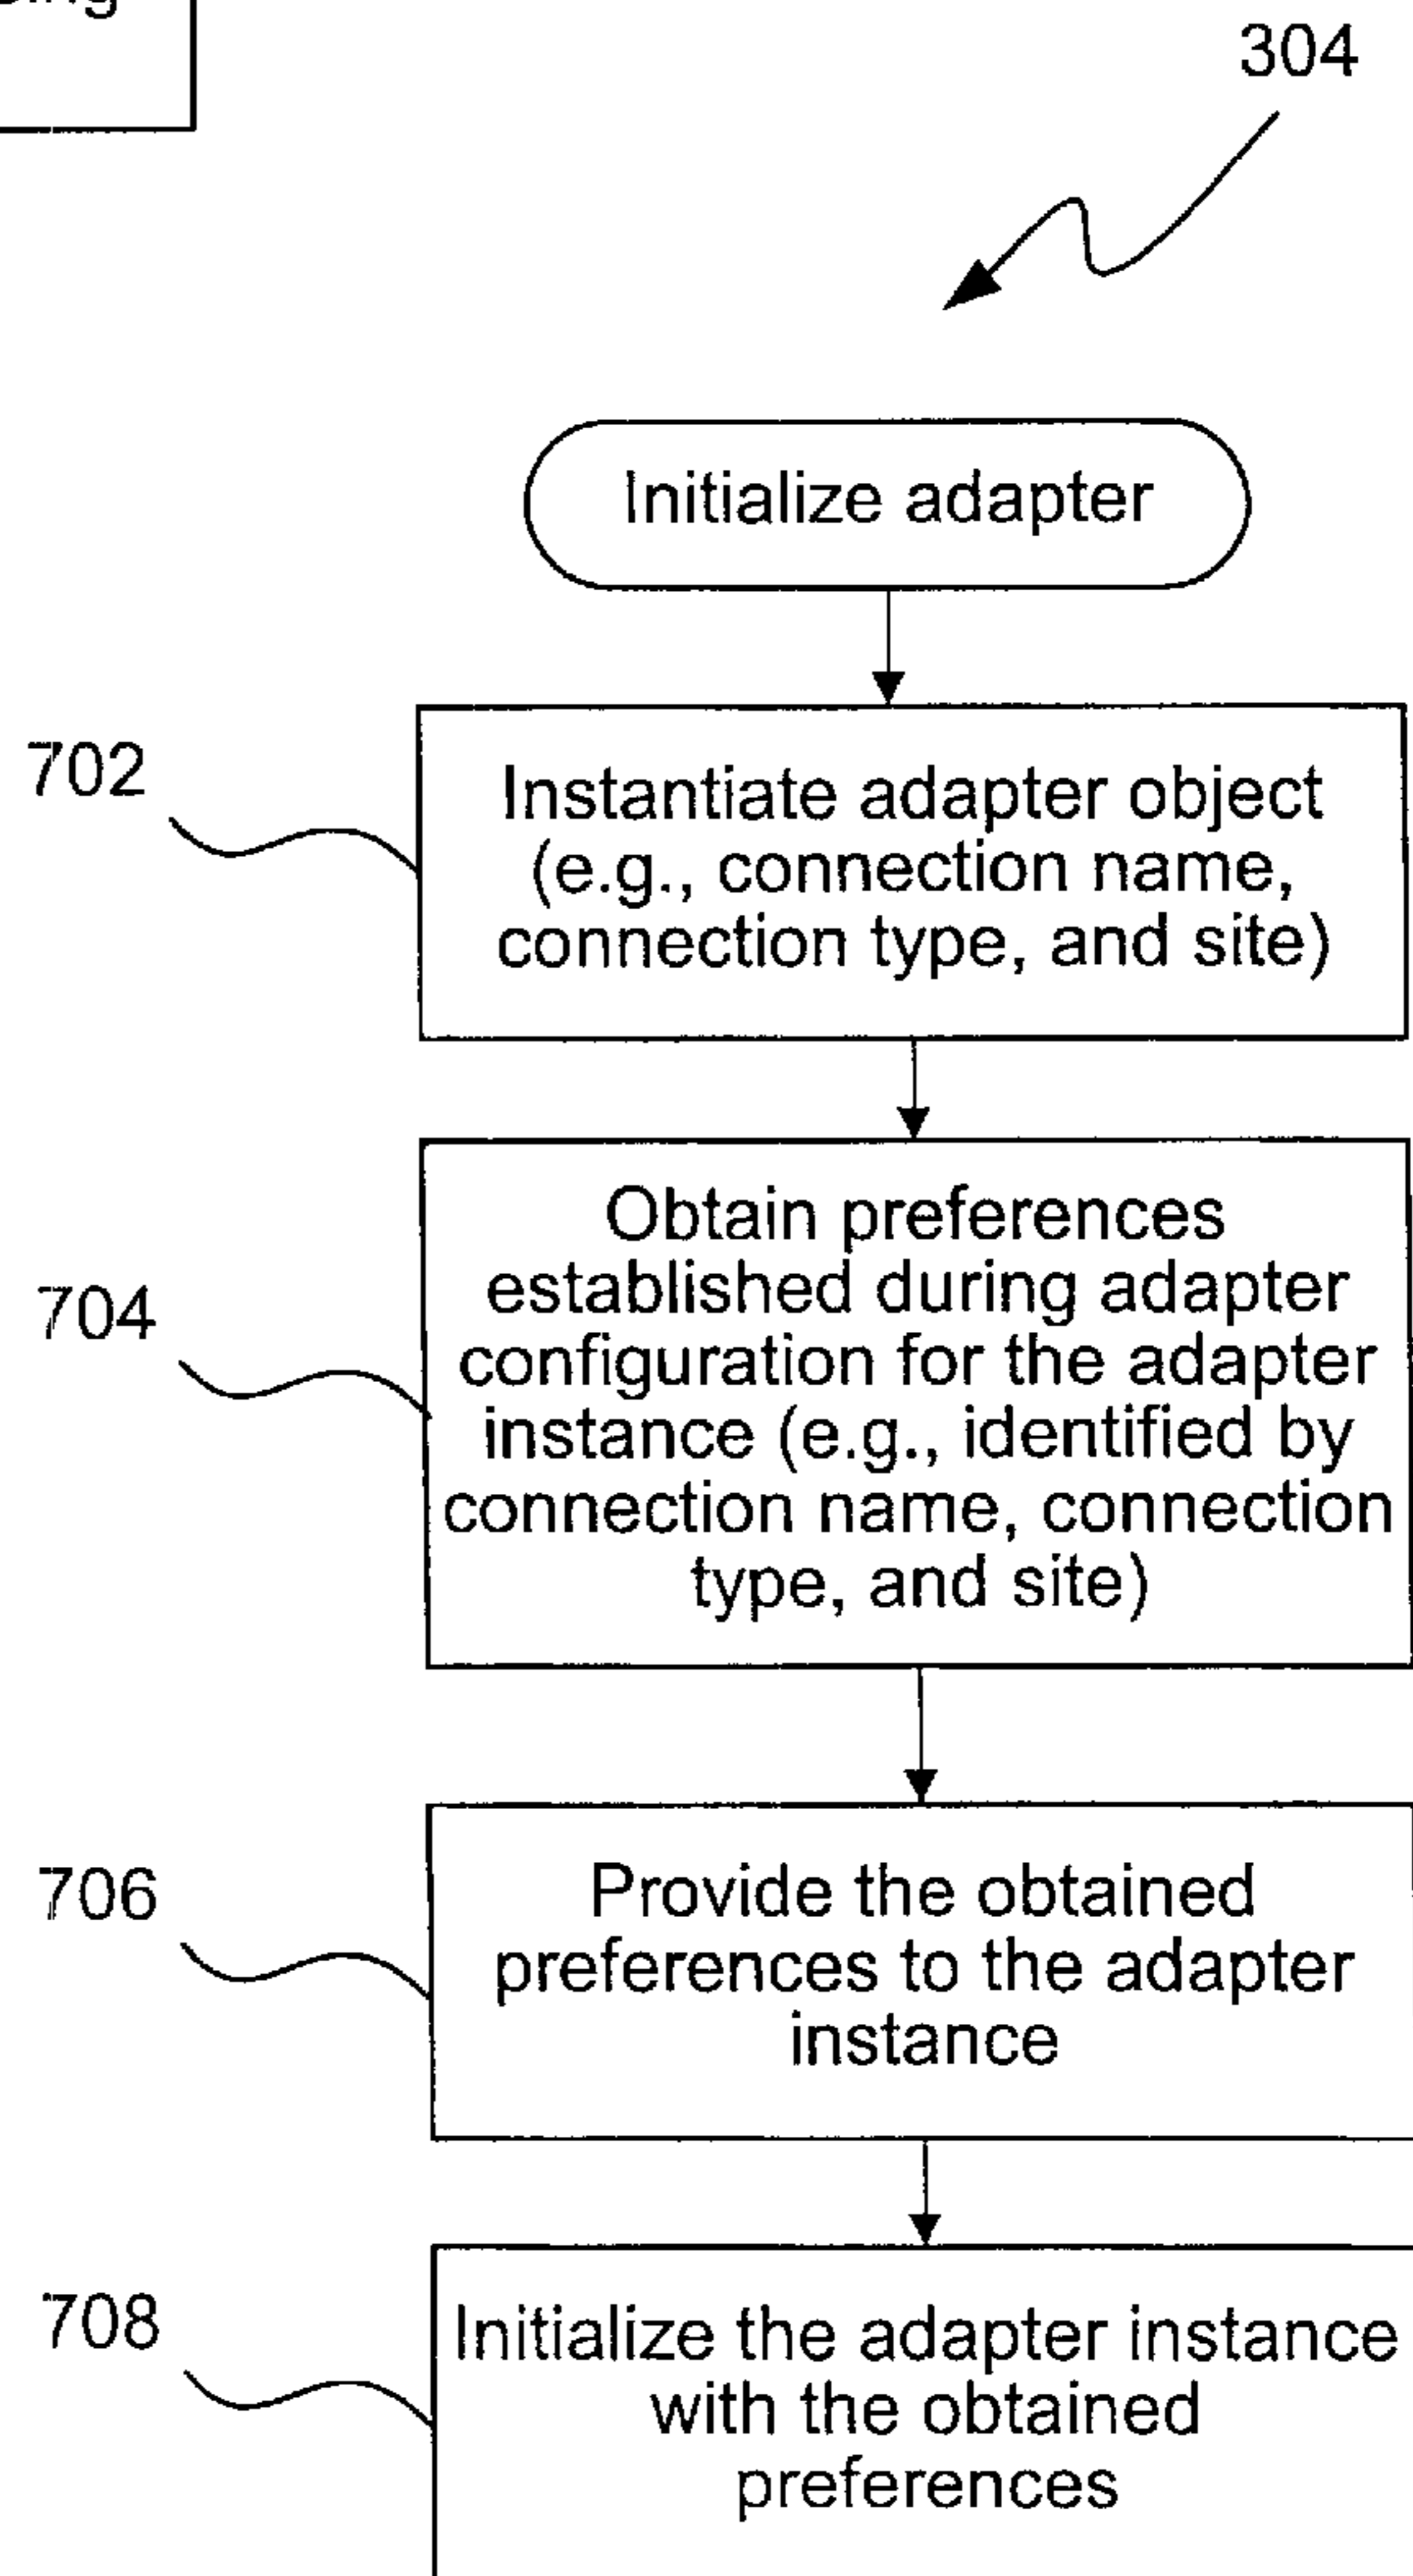 304
Initialize adapter
702
Instantiate adapter object
(e.g., connection name,
connection type, and site)
704
Obtain preferences
established during adapter
configuration for the adapter
instance (e.g., identified by
connection name, connection
type, and site)
706
Provide the obtained
preferences to the adapter
instance
708
Initialize the adapter instance
with the obtained
preferences